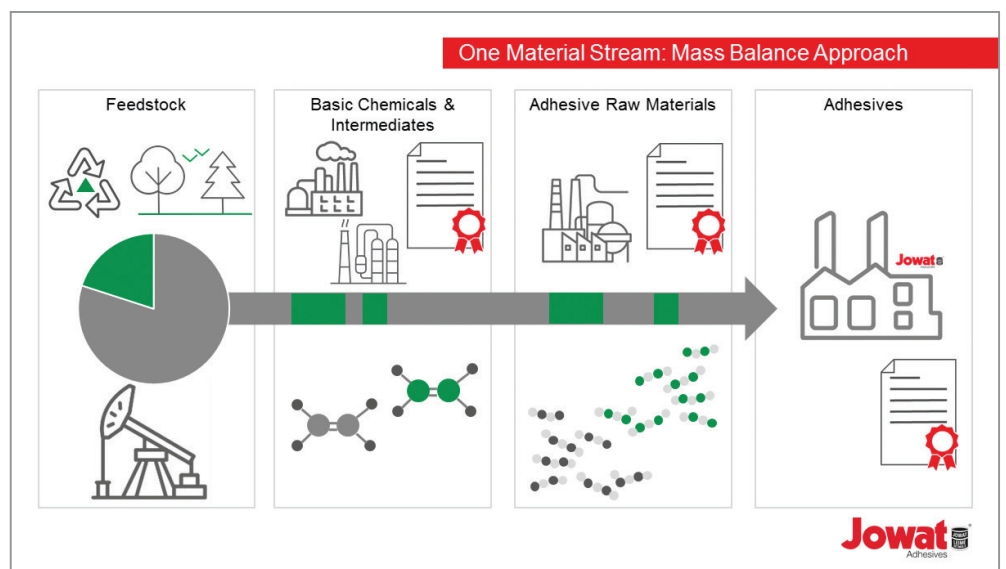 One Material Stream: Mass Balance Approach
Feedstock
Basic Chemicals &
Intermediates
Adhesive Raw Materials
Adhesives
Jowat
Jowat
Adhesives